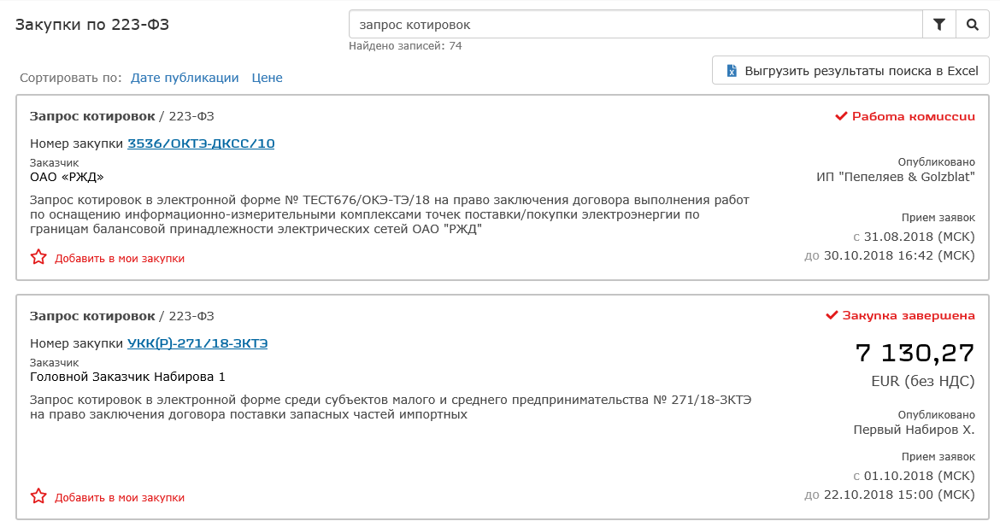 Закупки по 223-ФЗ
запрос котировок
Найдено записей: 74
Сортировать по: Дате публикации Цене
Выгрузить результаты поиска в Excel
Запрос котировок / 223-ФЗ
Работа комиссии
Номер закупки 3536/ОКТЭ-ДКСС/10
Заказчик
ОАО «РЖД»
Опубликовано
ИП "Пепеляев & Golzblat"
Запрос котировок в электронной форме № ТЕСТ676/ОКЭ-ТЭ/18 на право заключения договора выполнения работ
по оснащению информационно-измерительными комплексами точек поставки/покупки электроэнергии по
границам балансовой принадлежности электрических сетей ОАО "РЖД"
Прием заявок
с 31.08.2018 (МСК)
до 30.10.2018 16:42 (МСК)
Добавить в мои закупки
Запрос котировок / 223-ФЗ
Закупка завершена
Номер закупки УКК(Р)-271/18-ЗКТЭ
Заказчик
Головной Заказчик Набирова 1
7 130,27
EUR (без НДС)
Запрос котировок в электронной форме среди субъектов малого и среднего предпринимательства № 271/18-ЗКТЭ
на право заключения договора поставки запасных частей импортных
Опубликовано
Первый Набиров Х.
Прием заявок
с 01.10.2018 (МСК)
до 22.10.2018 15:00 (МСК)
Добавить в мои закупки